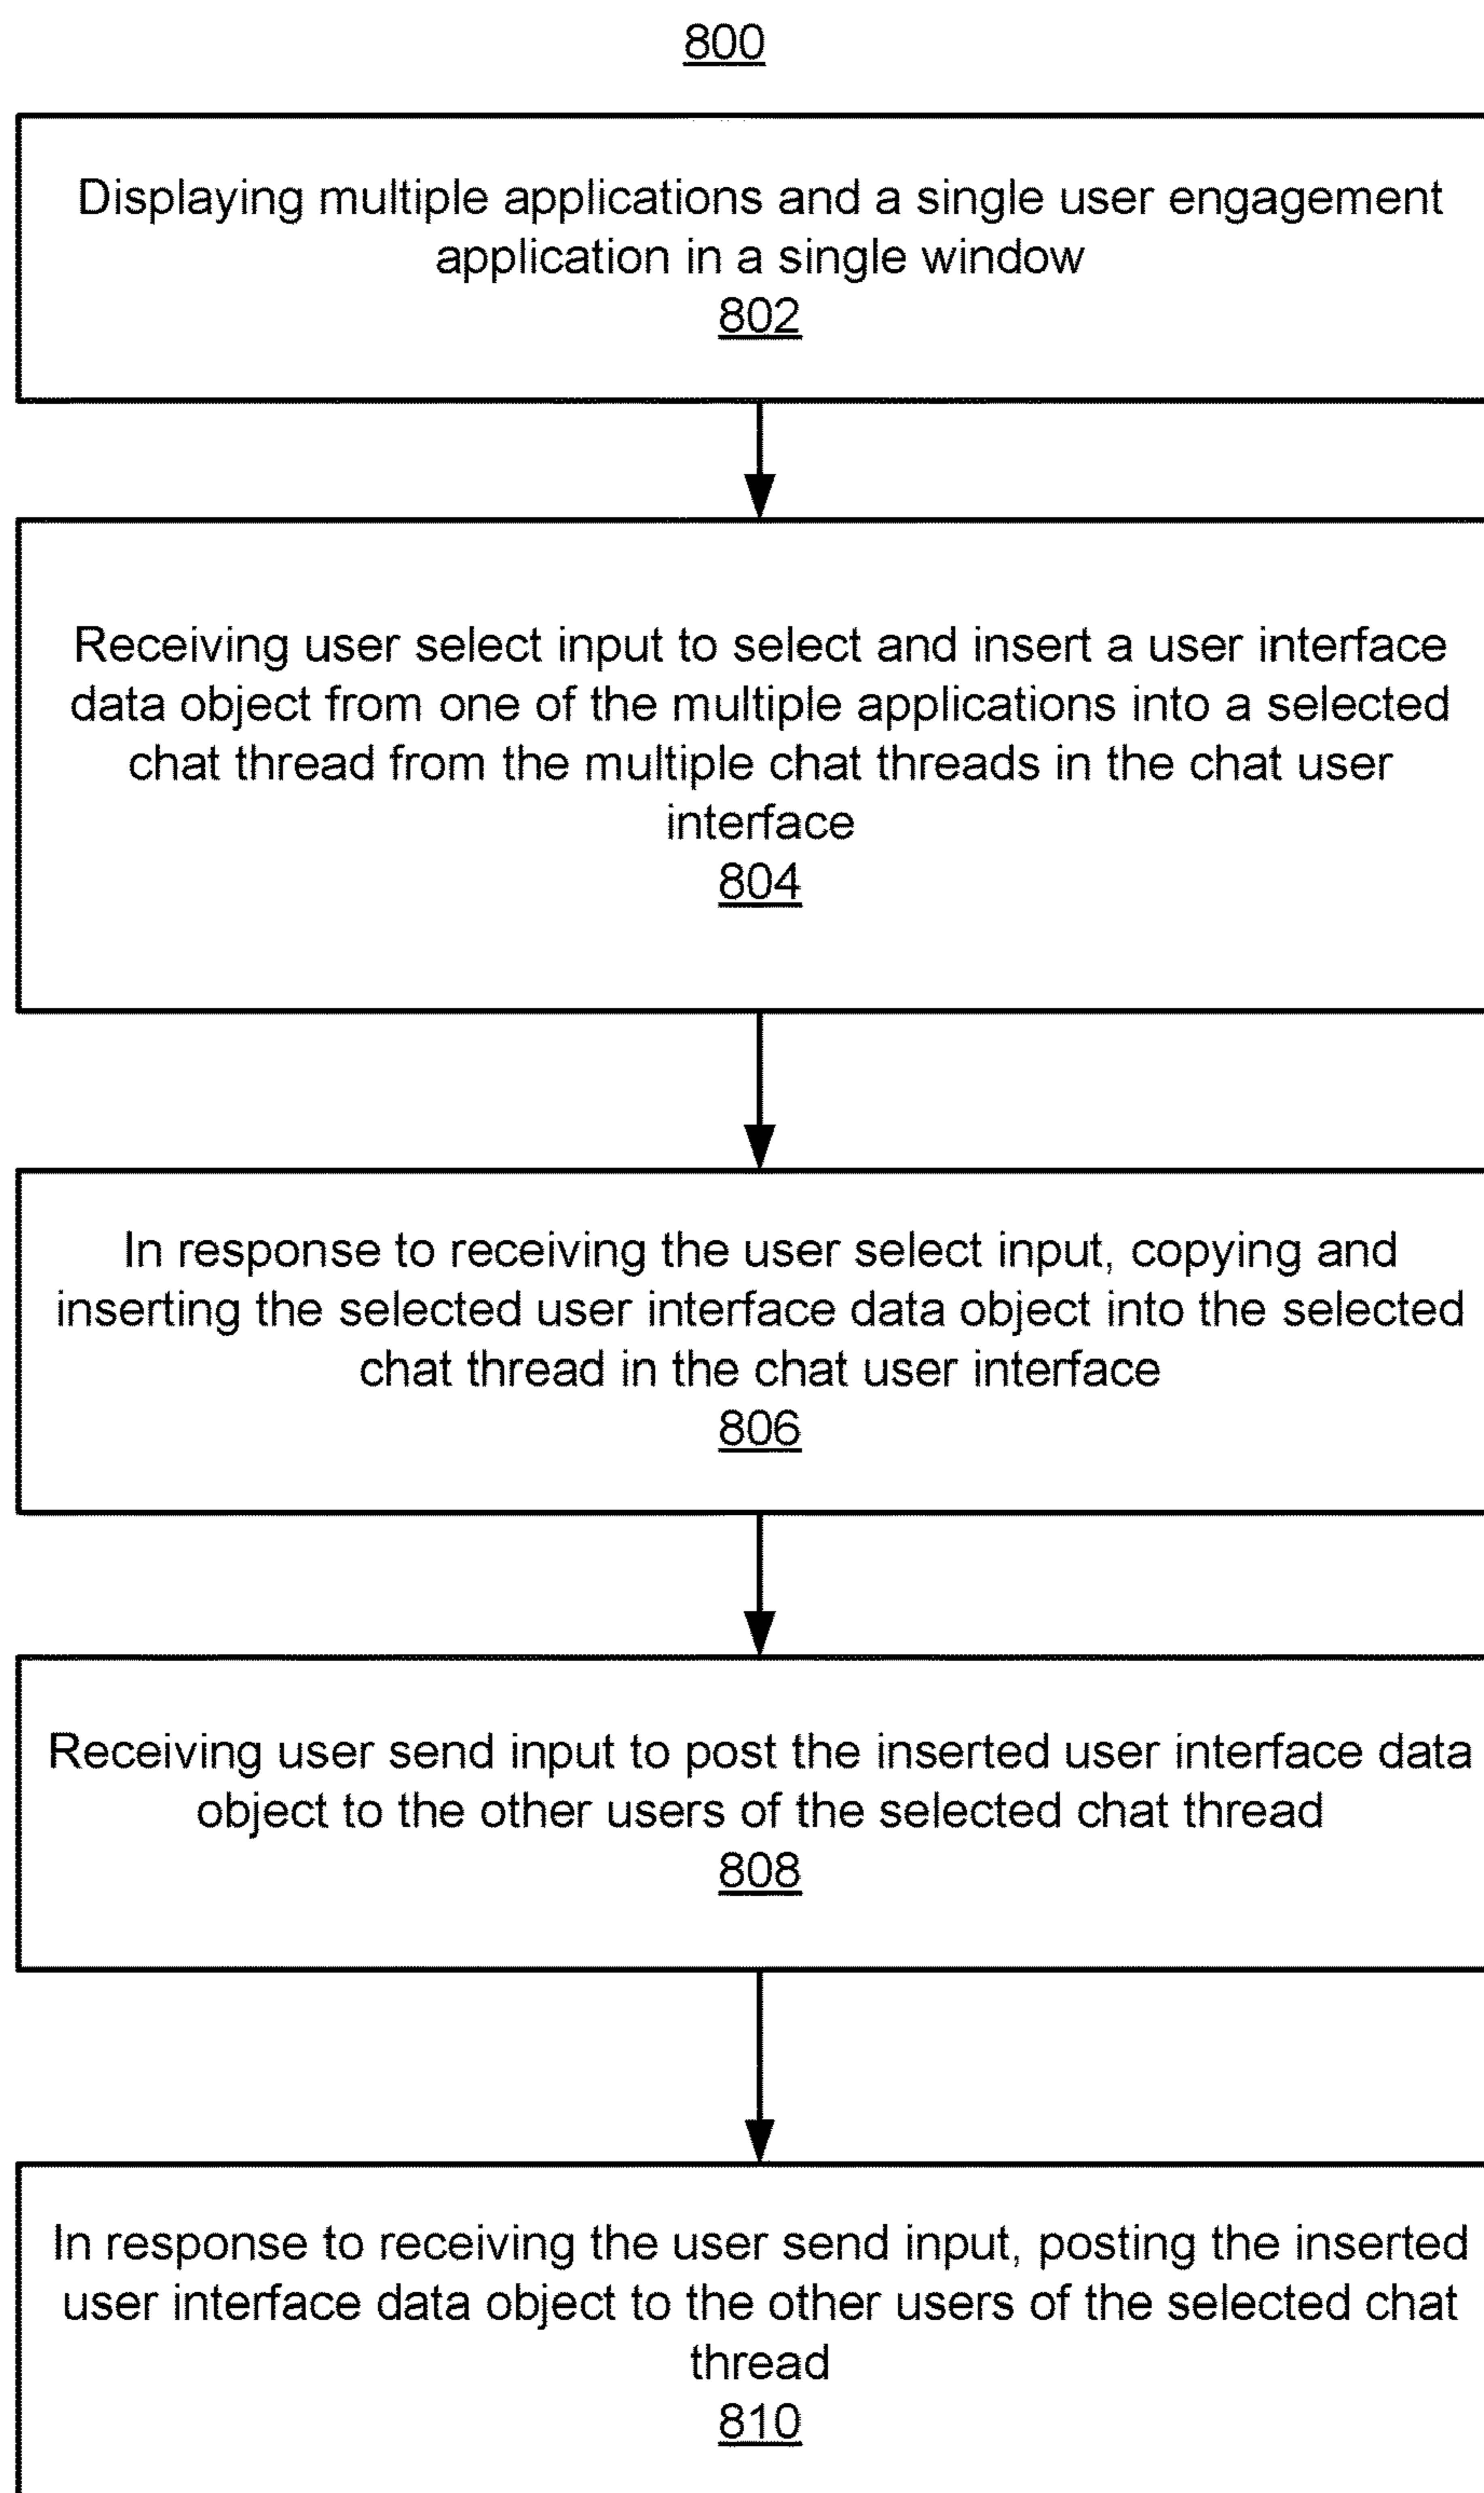 800
Displaying multiple applications and a single user engagement
application in a single window
802
Receiving user select input to select and insert a user interface
data object from one of the multiple applications into a selected
chat thread from the multiple chat threads in the chat user
interface
804
In response to receiving the user select input, copying and
inserting the selected user interface data object into the selected
chat thread in the chat user interface
806
Receiving user send input to post the inserted user interface data
object to the other users of the selected chat thread
808
In response to receiving the user send input, posting the inserted
user interface data object to the other users of the selected chat
thread
810